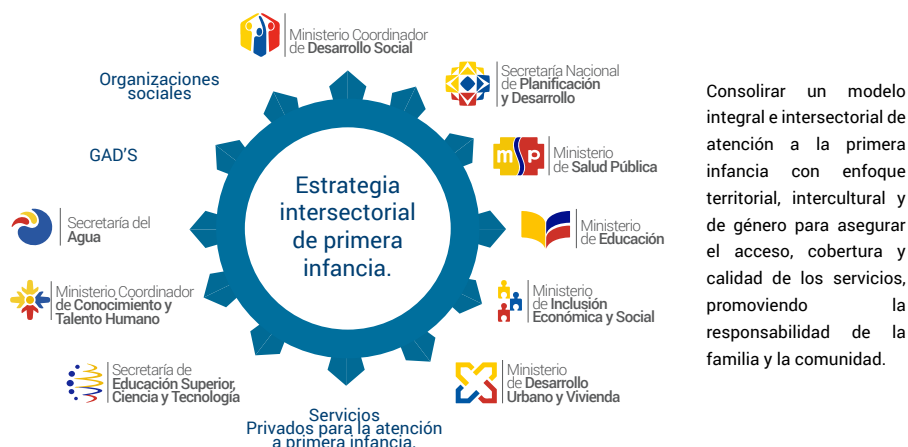 Ministerio Coordinador
de Desarrollo Social
Organizaciones
sociales
Secretaría Nacional
de Planificación
y Desarrollo
GAD'S
msp
Ministerio
de Salud Pública
Estrategia
intersectorial
de primera
infancia.
Secretaría del
Agua
Ministerio
de Educación
Ministerio Coordinador
de Conocimiento y
Talento Humano
Ministerio
de Inclusión
Económica y Social
Secretaría de
Educación Superior,
Ciencia y Tecnología
Ministerio
de Desarrollo
Urbano y Vivienda
Servicios
Privados para la atención
a primera infancia.
Consolirar un modelo
integral e intersectorial de
atención a la primera
infancia con enfoque
territorial, intercultural y
de género para asegurar
el acceso, cobertura y
calidad de los servicios,
promoviendo la
responsabilidad de la
familia y la comunidad.